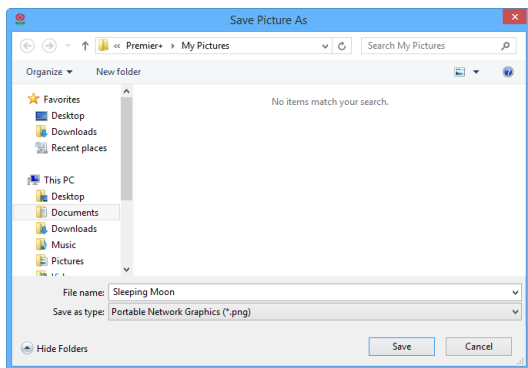 Save Picture As
« Premier+ My Pictures Search My Pictures
Organize New folder
Favorites
Desktop
Downloads
Recent places
This PC
Desktop
Documents
Downloads
Music
Pictures
No items match your search.
File name: Sleeping Moon
Save as type: Portable Network Graphics (*.png)
Hide Folders Save Cancel